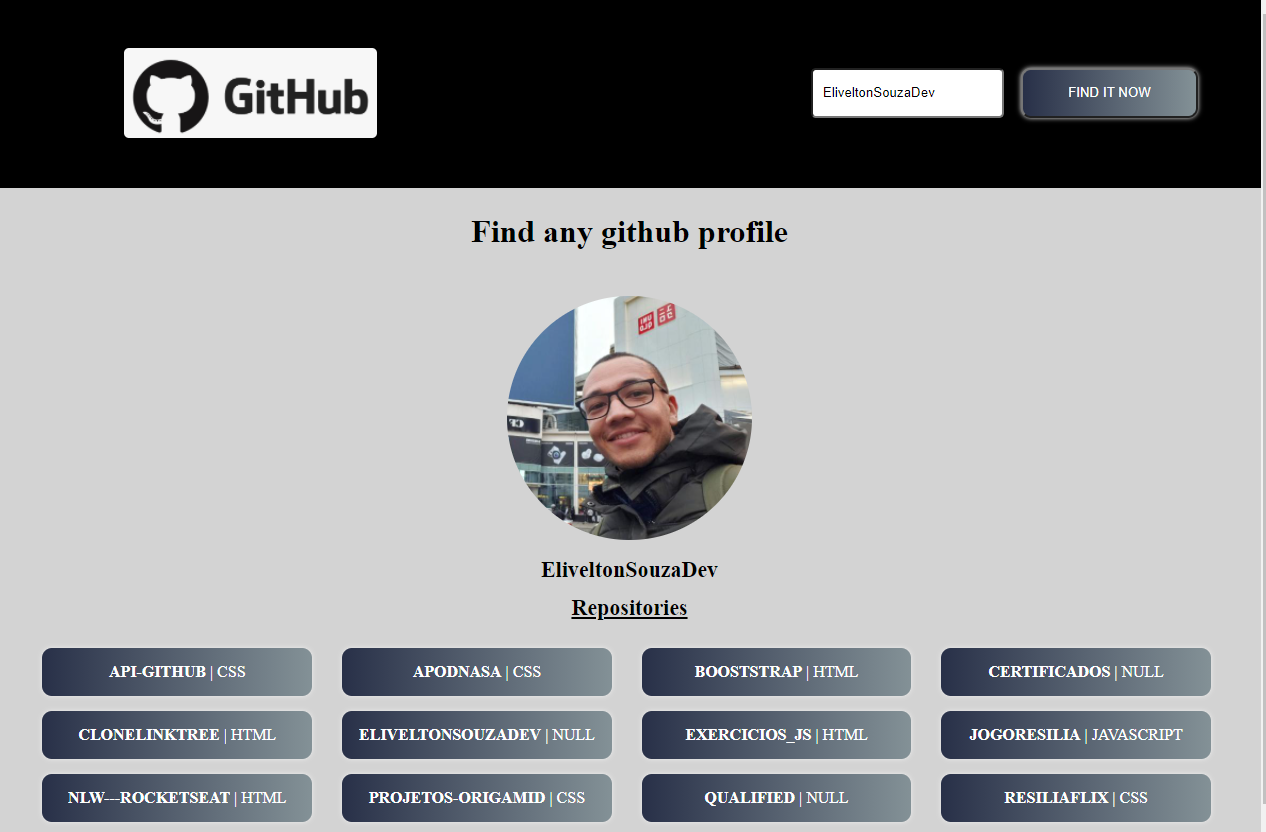 GitHub
EliveltonSouzaDev
FIND IT NOW
Find any github profile
EliveltonSouzaDev
Repositories
API-GITHUB | CSS
APODNASA | CSS
BOOSTSTRAP | HTML
CERTIFICADOS | NULL
CLONELINKTREE | HTML
ELIVELTONSOUZADEV | NULL
EXERCICIOS_JS | HTML
JOGORESILIA | JAVASCRIPT
NLW---ROCKETSEAT | HTML
PROJETOS-ORIGAMID | CSS
QUALIFIED | NULL
RESILIAFLIX | CSS